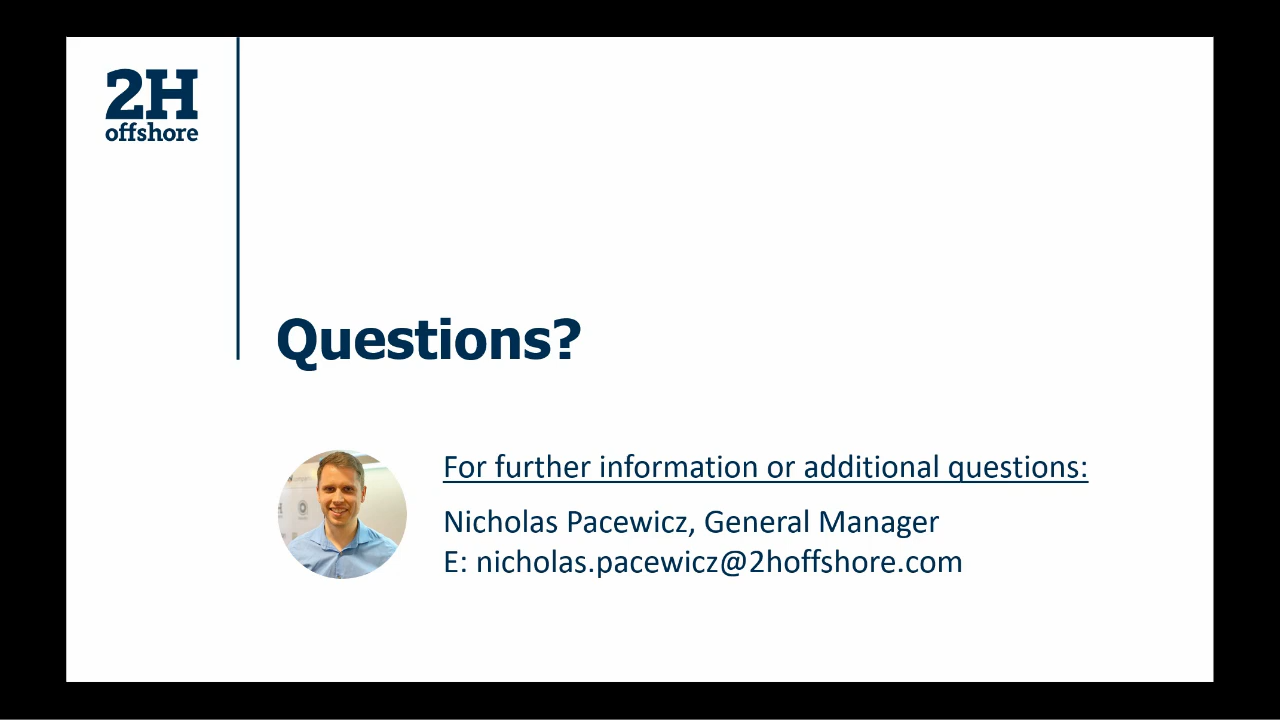 2H
offshore
Questions?
For further information or additional questions:
Nicholas Pacewicz, General Manager
E: nicholas.pacewicz@2hoffshore.com